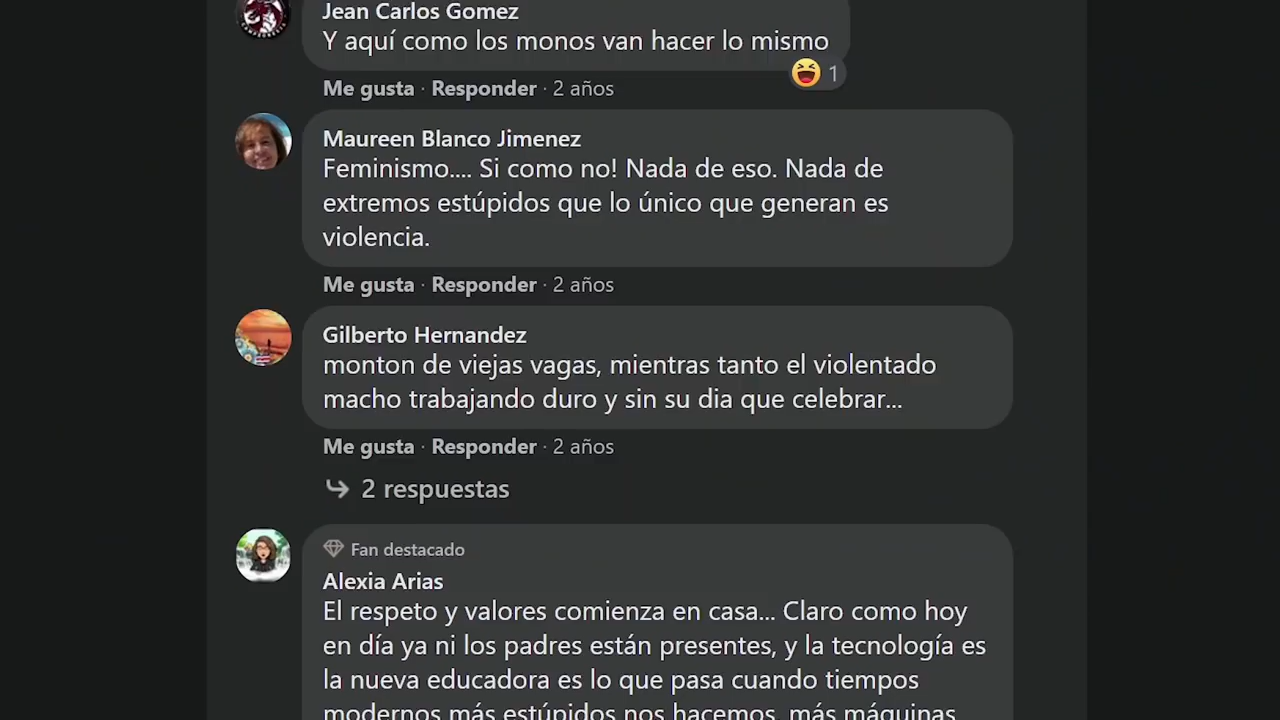 Jean Carlos Gomez
Y aquí como los monos van hacer lo mismo
1
Me gusta · Responder · 2 años
Maureen Blanco Jimenez
Feminismo.... Si como no! Nada de eso. Nada de
extremos estúpidos que lo único que generan es
violencia.
Me gusta · Responder · 2 años
Gilberto Hernandez
monton de viejas vagas, mientras tanto el violentado
macho trabajando duro y sin su dia que celebrar...
Me gusta · Responder · 2 años
2 respuestas
Fan destacado
Alexia Arias
El respeto y valores comienza en casa... Claro como hoy
en día ya ni los padres están presentes, y la tecnología es
la nueva educadora es lo que pasa cuando tiempos
modernos más estúpidos nos hacemos, más máquinas